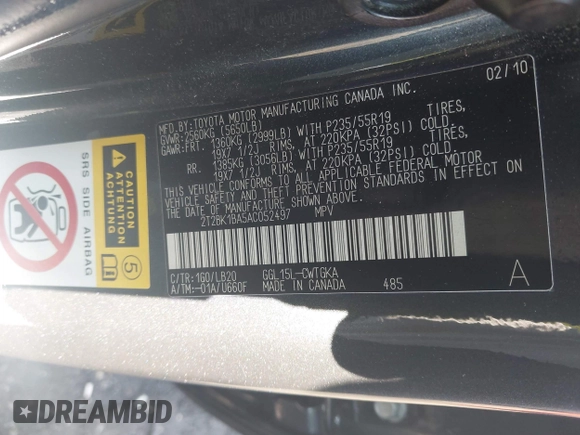 MFD.BY:TOYOTA MOTOR MANUFACTURING CANADA INC. 02/10
GVWR:2560KG (5650LB)
GAWR:FRT. 1360KG (2999LB) WITH P235/55R19 TIRES,
19X7 1/2J RIMS, AT 220KPA (32PSI) COLD.
RR. 1385KG (3056LB) WITH P235/55R19 TIRES,
19X7 1/2J RIMS, AT 220KPA (32PSI) COLD.
THIS VEHICLE CONFORMS TO ALL APPLICABLE FEDERAL MOTOR
VEHICLE SAFETY AND THEFT PREVENTION STANDARDS IN EFFECT ON
THE DATE OF MANUFACTURE SHOWN ABOVE.
2T2BK1BA5AC052497 MPV
C/TR:1G0/LB20 GGL15L-CWTGKA
A/TM:-01A/U660F MADE IN CANADA 485
A
CAUTION
ATTENTION
ACHTUNG
SRS SIDE AIRBAG
5
DREAMBID